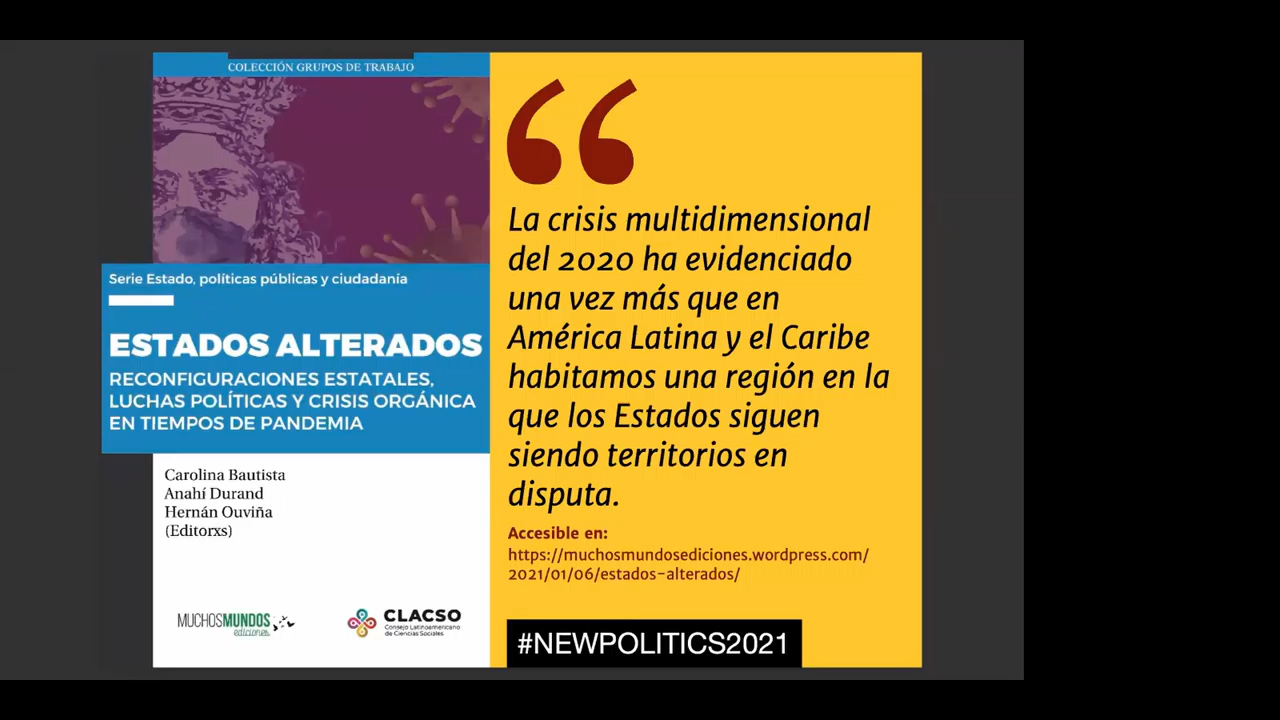 COLECCIÓN GRUPOS DE TRABAJO
Serie Estado, políticas públicas y ciudadanía
ESTADOS ALTERADOS
RECONFIGURACIONES ESTATALES,
LUCHAS POLÍTICAS Y CRISIS ORGÁNICA
EN TIEMPOS DE PANDEMIA
Carolina Bautista
Anahí Durand
Hernán Ouviña
(Editorxs)
MUCHOSMUNDOS
ediciones
CLACSO
Consejo Latinoamericano
de Ciencias Sociales
“
La crisis multidimensional
del 2020 ha evidenciado
una vez más que en
América Latina y el Caribe
habitamos una región en la
que los Estados siguen
siendo territorios en
disputa.
Accesible en:
https://muchosmundosediciones.wordpress.com/
2021/01/06/estados-alterados/
#NEWPOLITICS2021